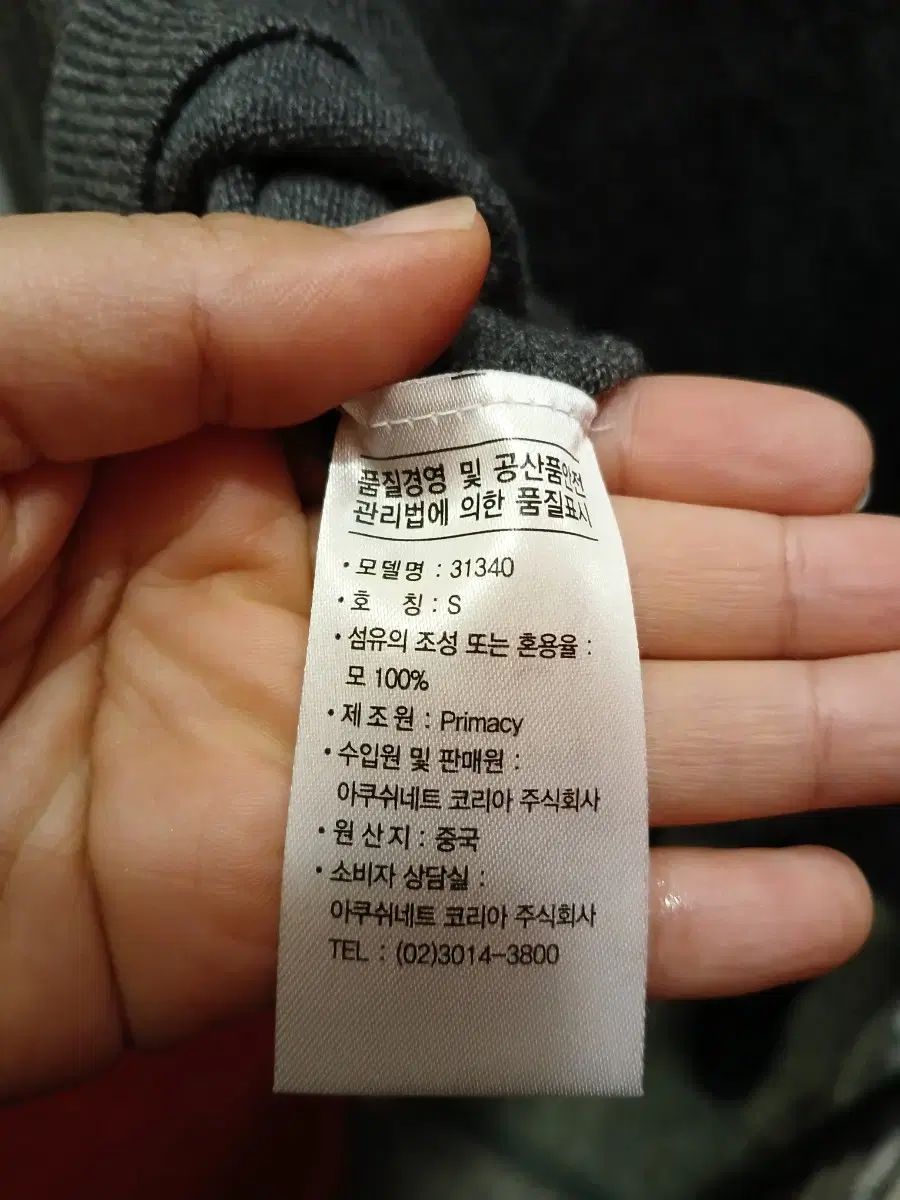 품질경영 및 공산품안전
관리법에 의한 품질표시
•모델명 : 31340
•호 칭 : S
•섬유의 조성 또는 혼용율 :
모 100%
•제조원 : Primacy
•수입원 및 판매원 :
아쿠쉬네트 코리아 주식회사
•원산지 : 중국
•소비자 상담실 :
아쿠쉬네트 코리아 주식회사
TEL : (02)3014-3800